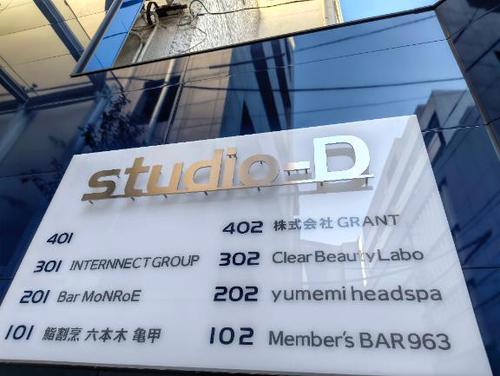 studio-D
401
402 株式会社 GRANT
301 INTERNNECT GROUP
302 Clear Beauty Labo
201 Bar MoNRoE
202 yumemi headspa
101 鮨割烹 六本木 亀甲
102 Member's BAR 963